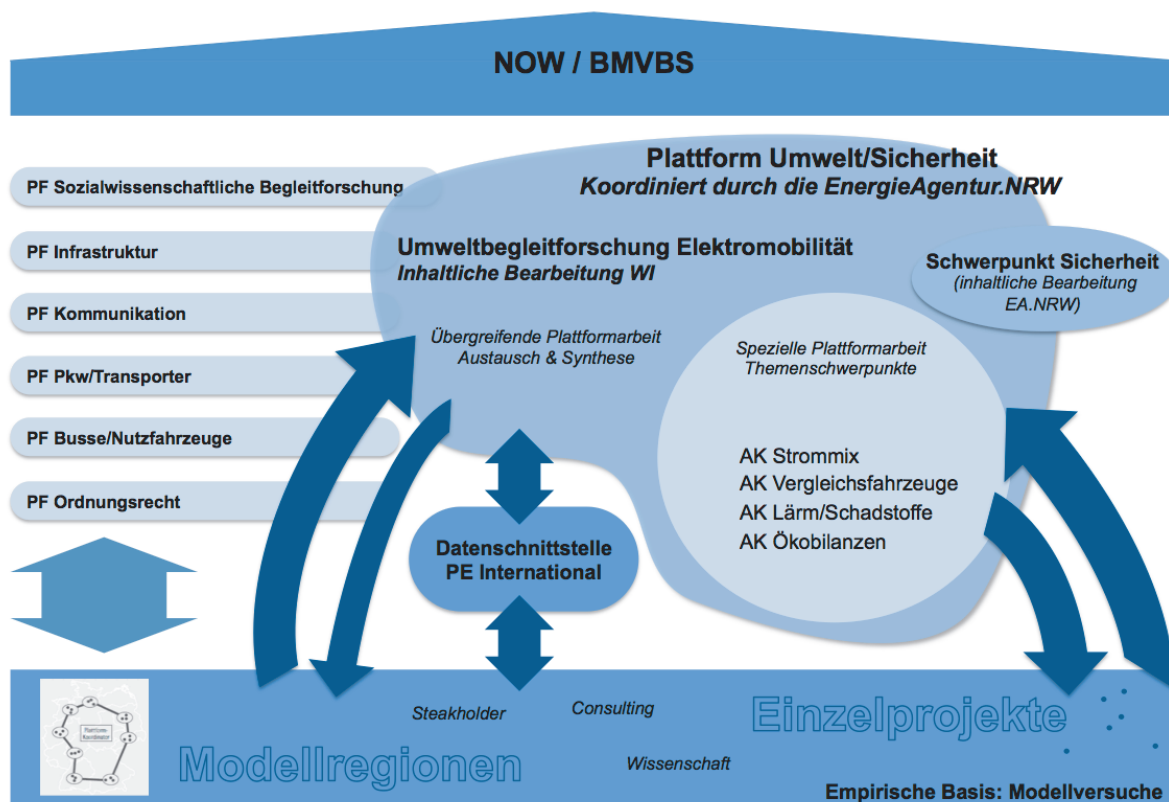 NOW / BMVBS
Plattform Umwelt/Sicherheit
Koordiniert durch die EnergieAgentur.NRW
PF Sozialwissenschaftliche Begleitforschung
PF Infrastruktur
PF Kommunikation
PF Pkw/Transporter
PF Busse/Nutzfahrzeuge
PF Ordnungsrecht
Umweltbegleitforschung Elektromobilität
Inhaltliche Bearbeitung WI
Schwerpunkt Sicherheit
(inhaltliche Bearbeitung
EA.NRW)
Übergreifende Plattformarbeit
Austausch & Synthese
Spezielle Plattformarbeit
Themenschwerpunkte
AK Strommix
AK Vergleichsfahrzeuge
AK Lärm/Schadstoffe
AK Ökobilanzen
Datenschnittstelle
PE International
Plattform-
Koordinator
Modellregionen
Steakholder
Consulting
Wissenschaft
Einzelprojekte
Empirische Basis: Modellversuche